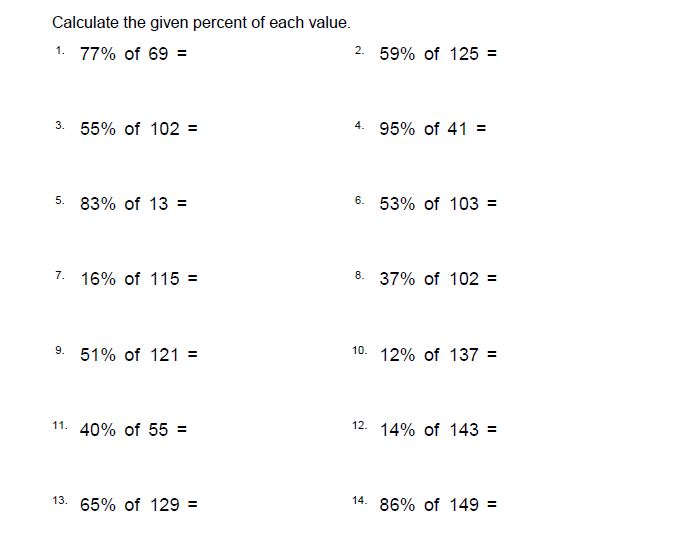 Calculate the given percent of each value.
1. 77% of 69 =
2. 59% of 125 =
3. 55% of 102 =
4. 95% of 41 =
5. 83% of 13 =
6. 53% of 103 =
7. 16% of 115 =
8. 37% of 102 =
9. 51% of 121 =
10. 12% of 137 =
11. 40% of 55 =
12. 14% of 143 =
13. 65% of 129 =
14. 86% of 149 =